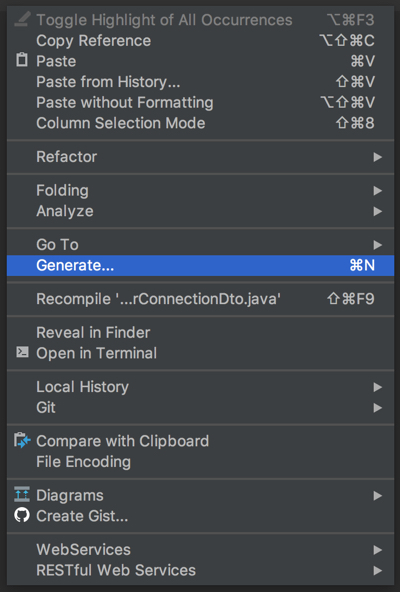 Toggle Highlight of All Occurrences ⌥⌘F3
Copy Reference ⌥⇧⌘C
Paste ⌘V
Paste from History... ⇧⌘V
Paste without Formatting ⌥⇧⌘V
Column Selection Mode ⇧⌘8
Refactor
Folding
Analyze
Go To
Generate... ⌘N
Recompile '...rConnectionDto.java' ⇧⌘F9
Reveal in Finder
Open in Terminal
Local History
Git
Compare with Clipboard
File Encoding
Diagrams
Create Gist...
WebServices
RESTful Web Services